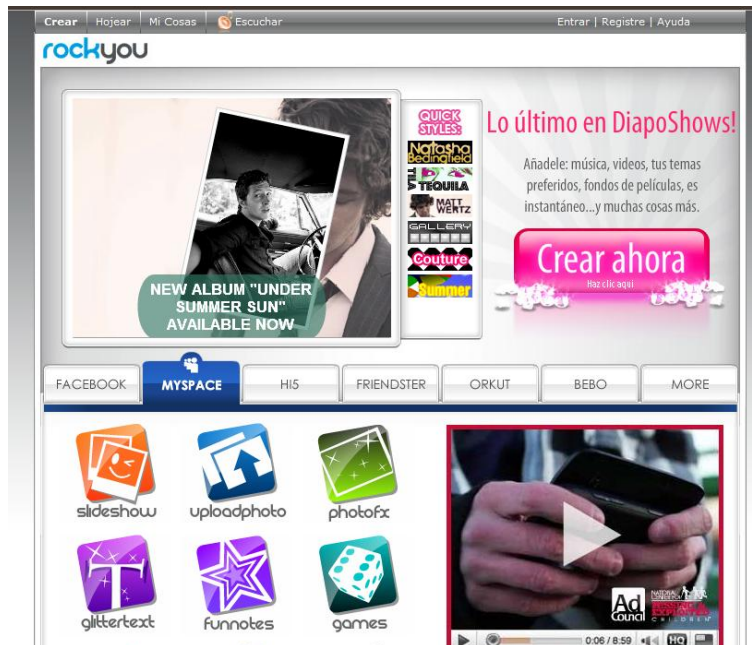 Crear Hojear Mi Cosas Escuchar Entrar | Registre | Ayuda
rockyou
QUICK
STYLES:
Natasha
Bedingfield
TILA
TEQUILA
MATT
WERTZ
GALLERY
Couture
Summer
NEW ALBUM "UNDER
SUMMER SUN"
AVAILABLE NOW
Lo último en DiapoShows!
Añadele: música, videos, tus temas
preferidos, fondos de películas, es
instantáneo...y muchas cosas más.
Crear ahora
Haz clic aqui
FACEBOOK MYSPACE HI5 FRIENDSTER ORKUT BEBO MORE
slideshow uploadphoto photofx
glittertext funnotes games
Ad
Council
CHILDREN
0:06 / 8:59 HQ